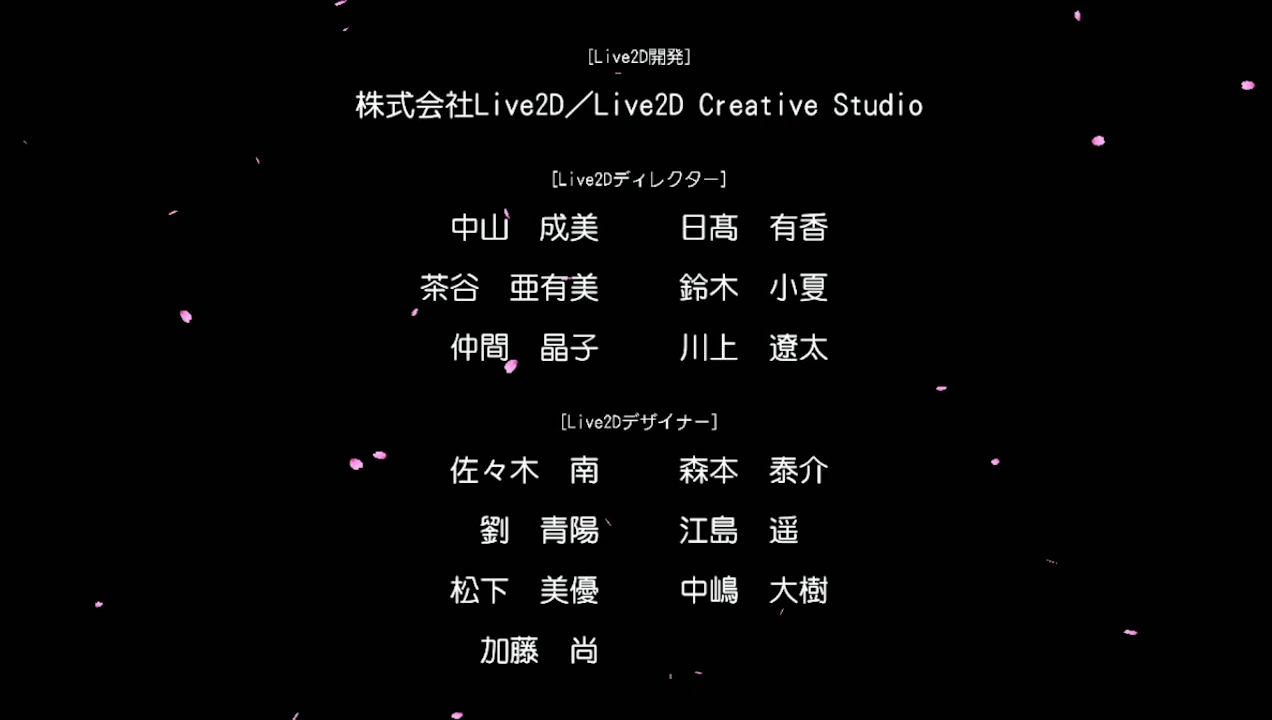 [Live2D開発]
株式会社Live2D／Live2D Creative Studio
[Live2Dディレクター]
中山　成美　　日髙　有香
茶谷　亜有美　　鈴木　小夏
仲間　晶子　　川上　遼太
[Live2Dデザイナー]
佐々木　南　　森本　泰介
劉　青陽　　江島　遥
松下　美優　　中嶋　大樹
加藤　尚